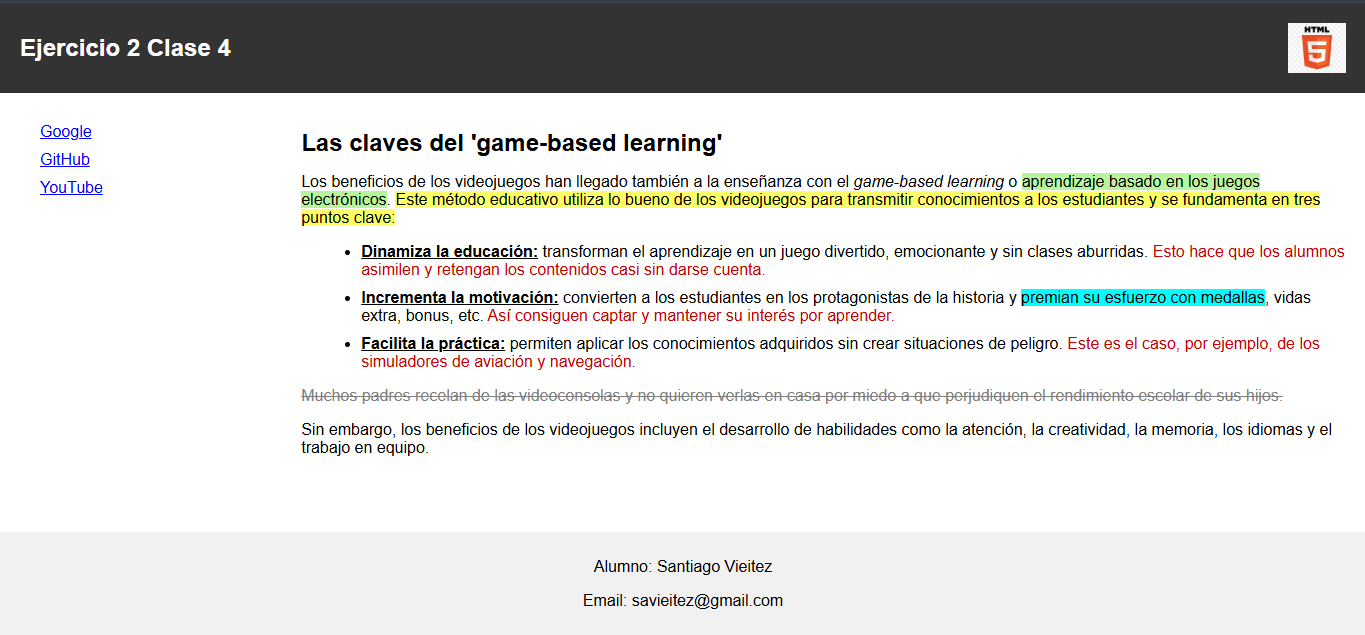 Ejercicio 2 Clase 4
HTML
5
Google
GitHub
YouTube
Las claves del 'game-based learning'
Los beneficios de los videojuegos han llegado también a la enseñanza con el game-based learning o aprendizaje basado en los juegos
electrónicos. Este método educativo utiliza lo bueno de los videojuegos para transmitir conocimientos a los estudiantes y se fundamenta en tres
puntos clave:
• Dinamiza la educación: transforman el aprendizaje en un juego divertido, emocionante y sin clases aburridas. Esto hace que los alumnos
asimilen y retengan los contenidos casi sin darse cuenta.
• Incrementa la motivación: convierten a los estudiantes en los protagonistas de la historia y premian su esfuerzo con medallas, vidas
extra, bonus, etc. Así consiguen captar y mantener su interés por aprender.
• Facilita la práctica: permiten aplicar los conocimientos adquiridos sin crear situaciones de peligro. Este es el caso, por ejemplo, de los
simuladores de aviación y navegación.
Muchos padres recelan de las videoconsolas y no quieren verlas en casa por miedo a que perjudiquen el rendimiento escolar de sus hijos.
Sin embargo, los beneficios de los videojuegos incluyen el desarrollo de habilidades como la atención, la creatividad, la memoria, los idiomas y el
trabajo en equipo.
Alumno: Santiago Vieitez
Email: savieitez@gmail.com